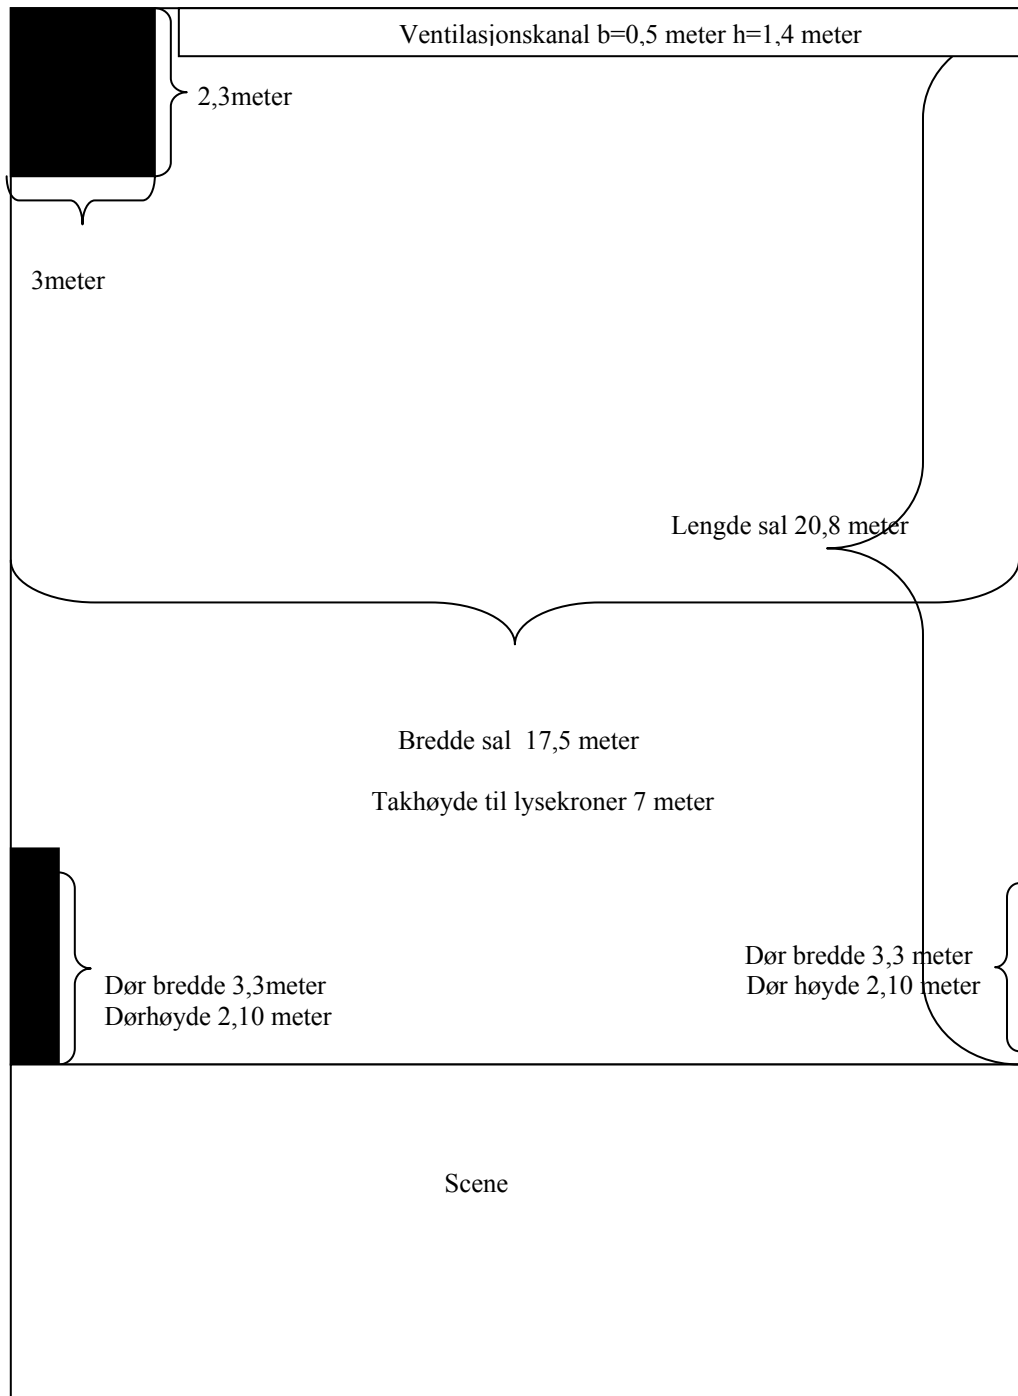 Ventilasjonskanal b=0,5 meter h=1,4 meter
2,3meter
3meter
Lengde sal 20,8 meter
Bredde sal  17,5 meter
Takhøyde til lysekroner 7 meter
Dør bredde 3,3meter
Dørhøyde 2,10 meter
Dør bredde 3,3 meter
Dør høyde 2,10 meter
Scene